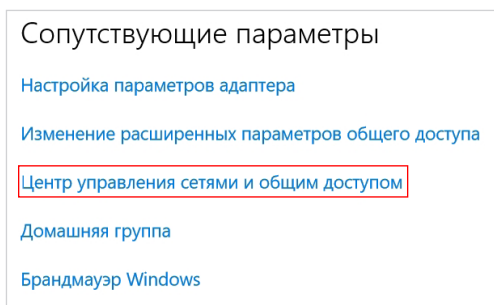 Сопутствующие параметры
Настройка параметров адаптера
Изменение расширенных параметров общего доступа
Центр управления сетями и общим доступом
Домашняя группа
Брандмауэр Windows